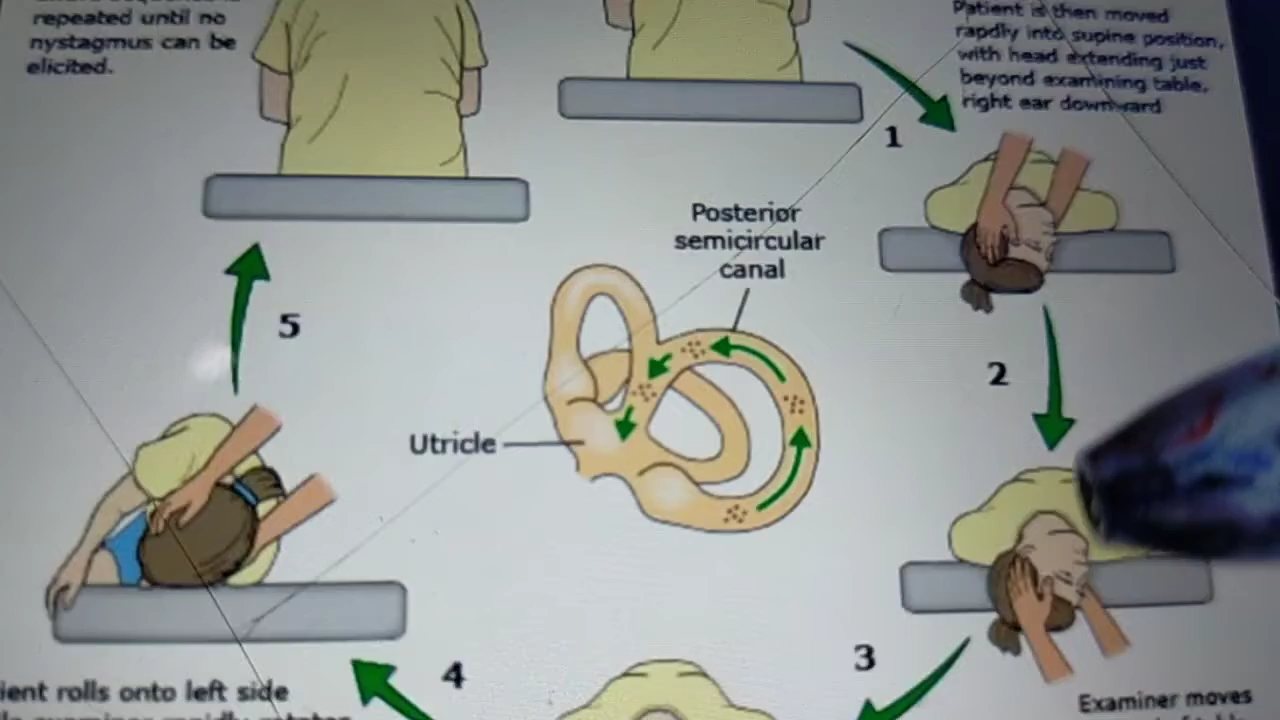 repeated until no
nystagmus can be
elicited.
Patient is then moved
rapdly into supine position,
with head extending just
beyond examining table,
right ear downward
1
Posterior
semicircular
canal
5
2
Utricle
3
4
ient rolls onto left side
Examiner moves